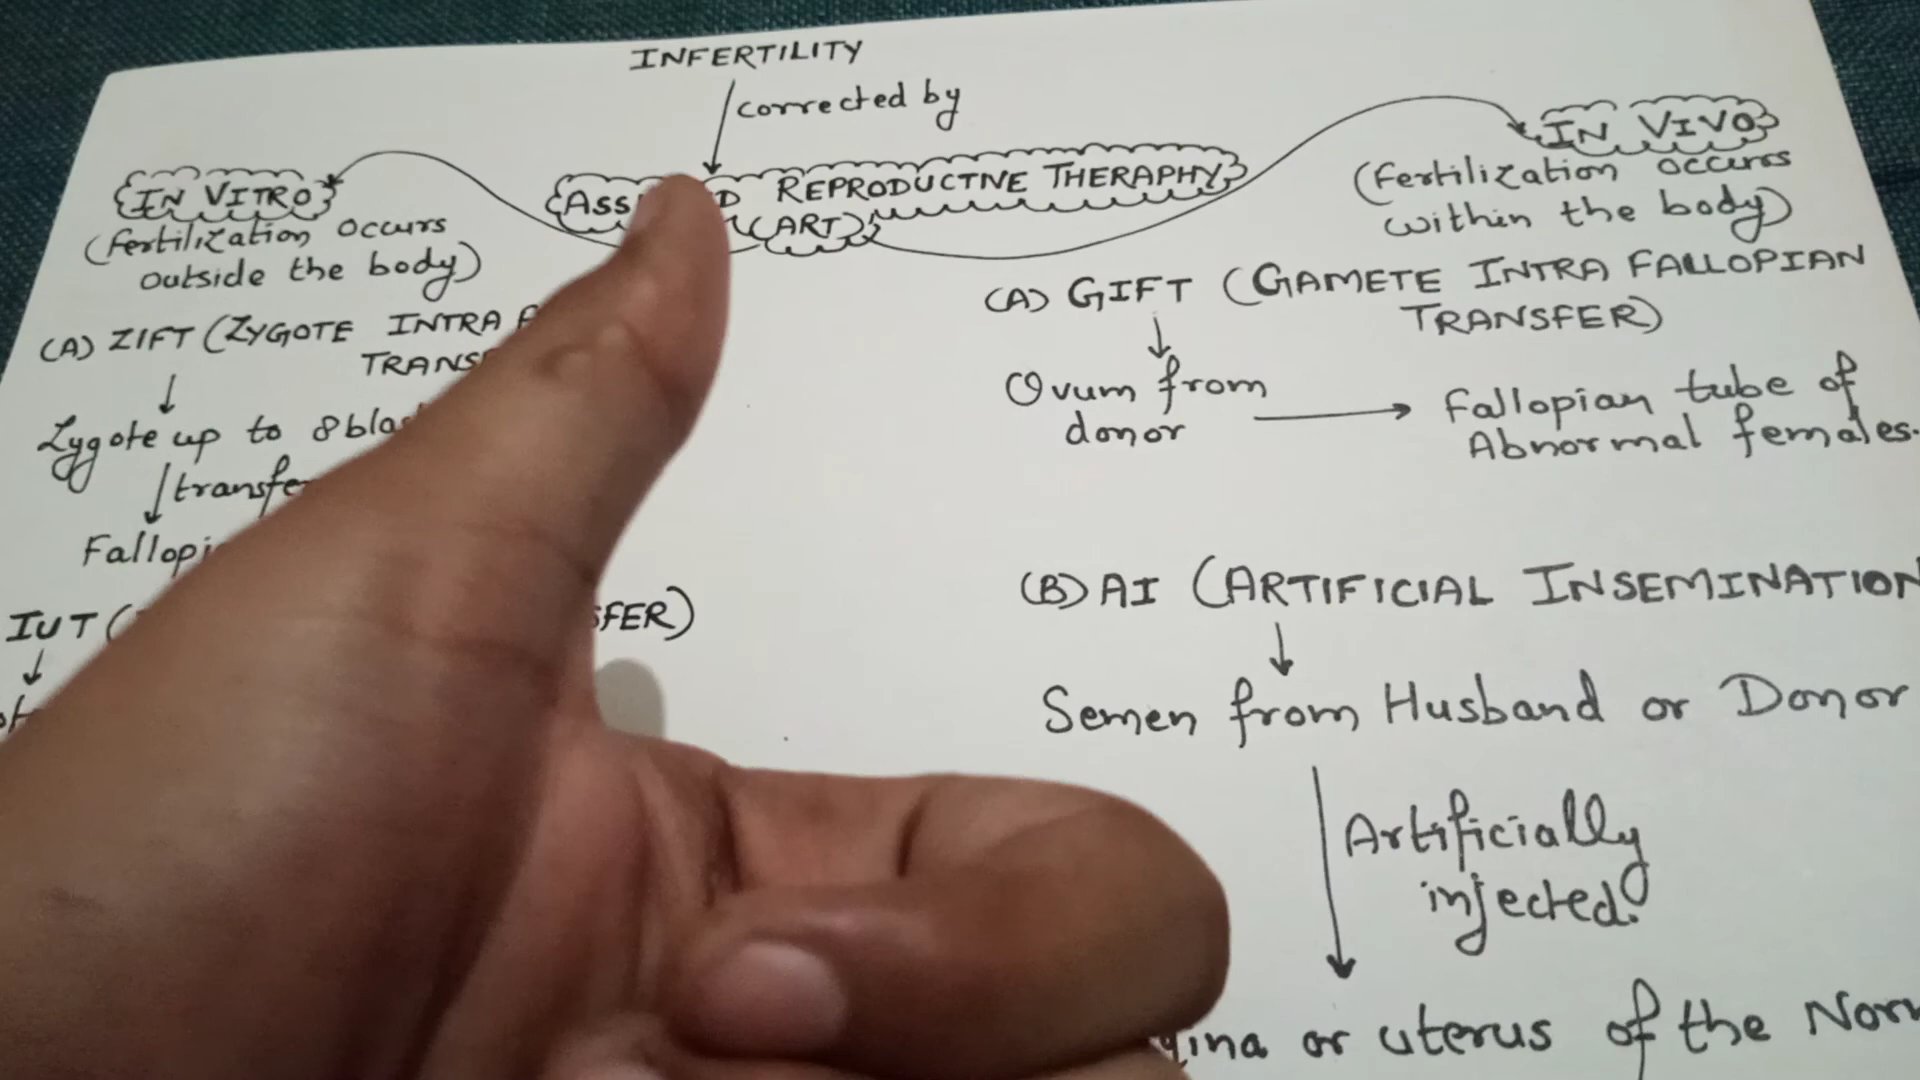 INFERTILITY
corrected by
REPRODUCTIVE THERAPHY
(ART)
IN VITRO
(Fertilization occurs
outside the body)
(A) ZIFT (ZYGOTE INTRA
Zygote up to 8
IUT
IN VIVO
(Fertilization occurs
within the body)
(A) GIFT (GAMETE INTRA FALLOPIAN
TRANSFER)
Ovum from
donor
Fallopian tube of
Abnormal females.
(B) AI (ARTIFICIAL INSEMINATION
Semen from Husband or Donor
Artificially
injected.
or uterus of the